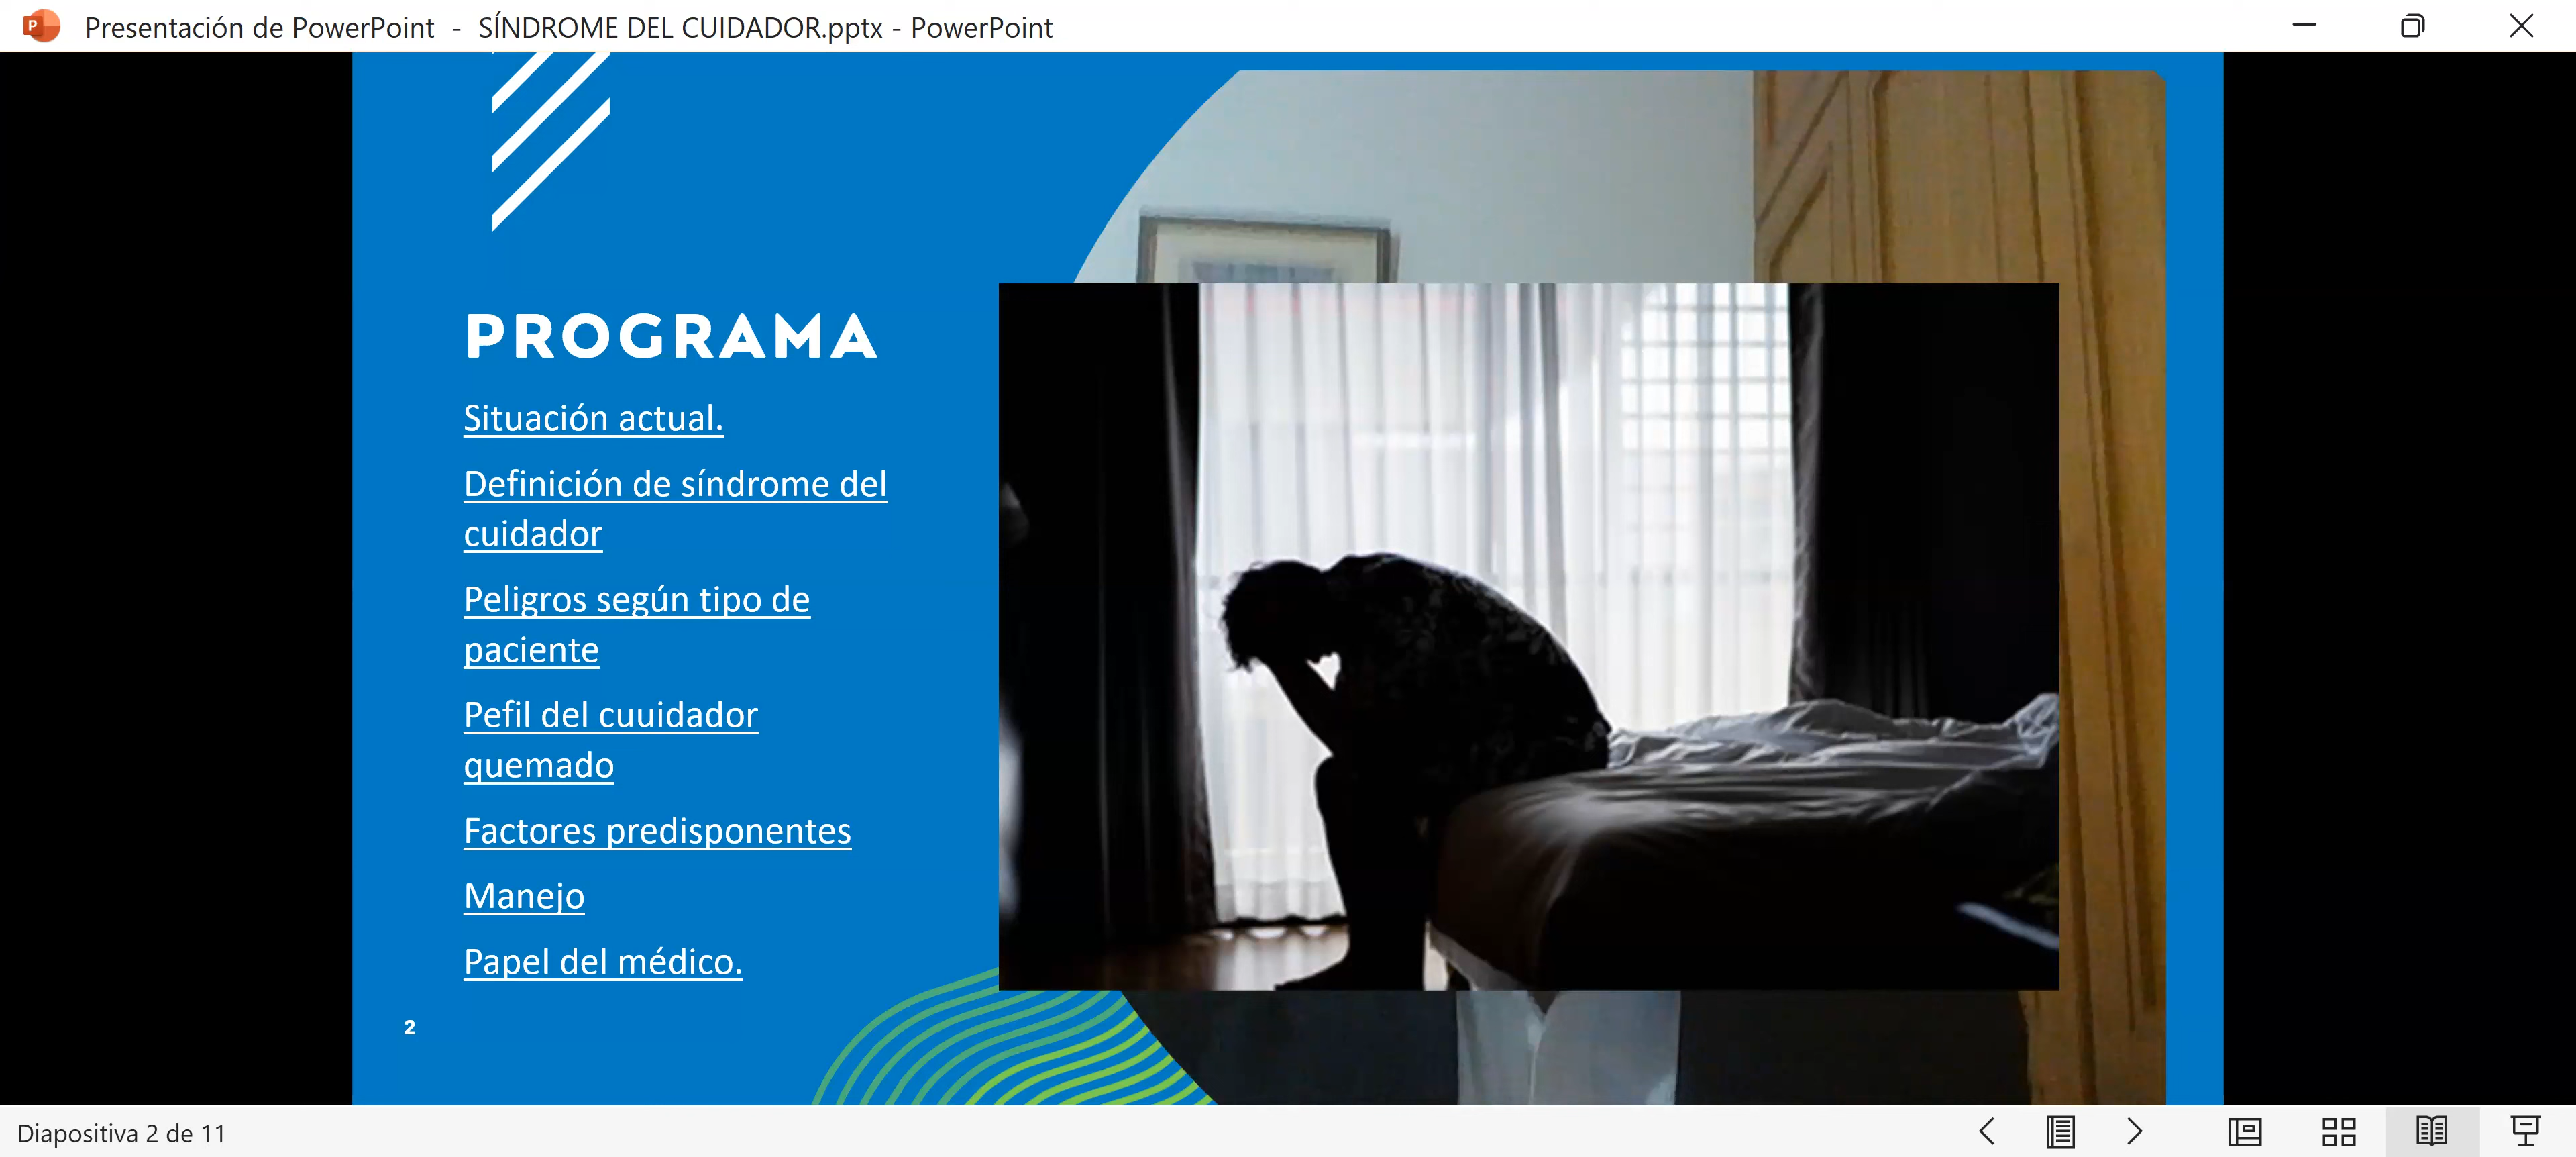 Presentación de PowerPoint - SÍNDROME DEL CUIDADOR.pptx - PowerPoint
PROGRAMA
Situación actual.
Definición de síndrome del
cuidador
Peligros según tipo de
paciente
Pefil del cuuidador
quemado
Factores predisponentes
Manejo
Papel del médico.
2
Diapositiva 2 de 11